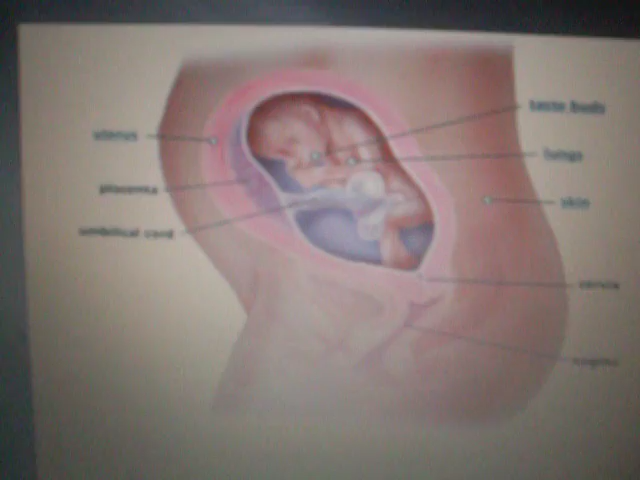 taste buds
uterus
lungs
placenta
skin
umbilical cord
cervix
vagina